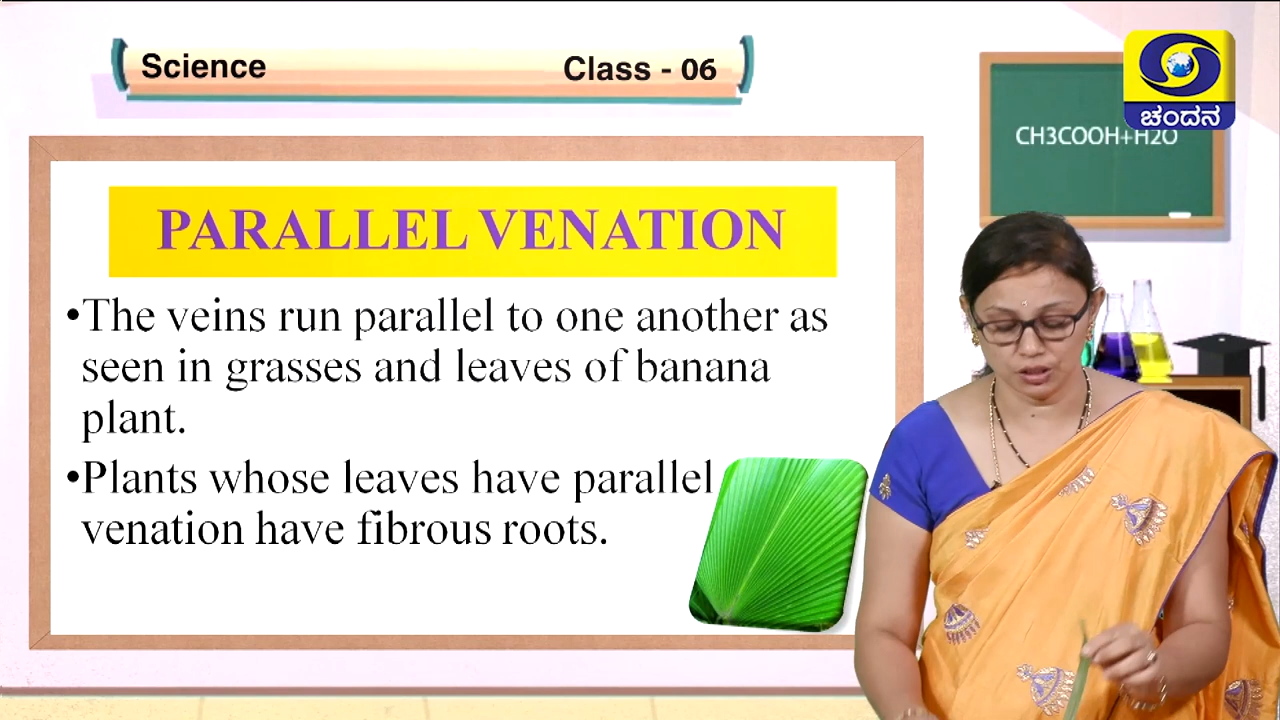 Science
Class - 06
ಚಂದನ
CH3COOH+H2O
PARALLEL VENATION
•The veins run parallel to one another as
seen in grasses and leaves of banana
plant.
•Plants whose leaves have parallel
venation have fibrous roots.